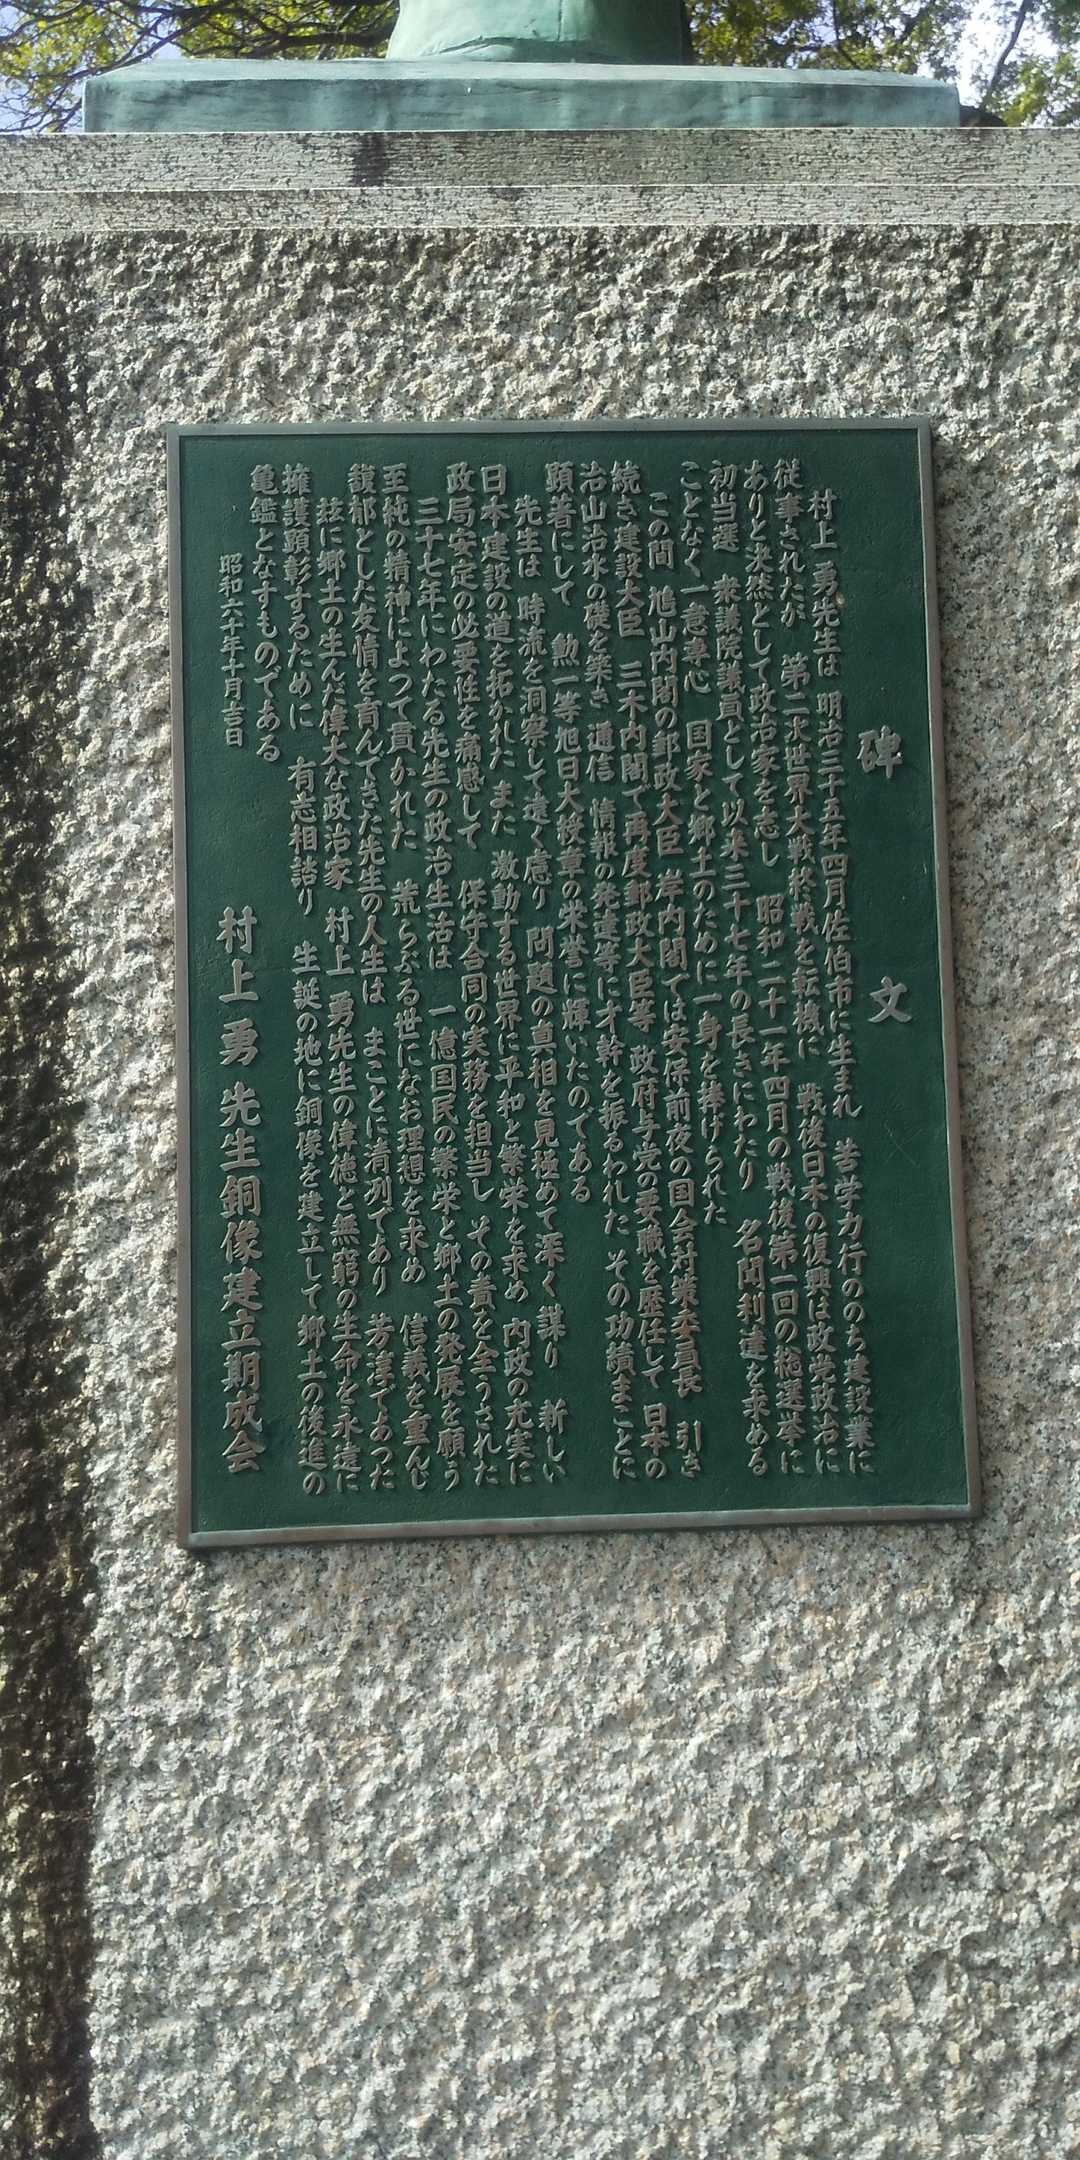 碑文
村上 勇先生は 明治三十五年四月佐伯市に生まれ 苦学力行ののち建設業に
従事されたが 第二次世界大戦終戦を転機に 戦後日本の復興は政党政治に
ありと決然として政治家を志し 昭和二十一年四月の戦後第一回の総選挙に
初当選 衆議院議員として以来三十七年の長きにわたり 名聞利達を求める
ことなく一意専心 国家と郷土のために一身を捧げられた
この間 鳩山内閣の郵政大臣 岸内閣では安保前夜の国会対策委員長 引き
続き建設大臣 三木内閣で再度郵政大臣等 政府与党の要職を歴任して 日本の
治山治水の礎を築き 通信 情報の発達等に才幹を振るわれた その功績まことに
顕著にして 勲一等旭日大綬章の栄誉に輝いたのである
先生は 時流を洞察して遠く慮り 問題の真相を見極めて深く謀り 新しい
日本建設の道を拓かれた また 激動する世界に平和と繁栄を求め 内政の充実に
政局安定の必要性を痛感して 保守合同の実務を担当し その責を全うされた
三十七年にわたる先生の政治生活は 一億国民の繁栄と郷土の発展を願う
至純の精神によって貫かれた 荒らぶる世になお理想を求め 信義を重んじ
馥郁とした友情を育んできた先生の人生は まことに清冽であり 芳淳であった
玆に郷土の生んだ偉大な政治家 村上 勇先生の偉徳と無窮の生命を永遠に
擁護顕彰するために 有志相諮り 生誕の地に銅像を建立して郷土の後進の
亀鑑となすものである
昭和六十年十月吉日
村上 勇 先生銅像建立期成会